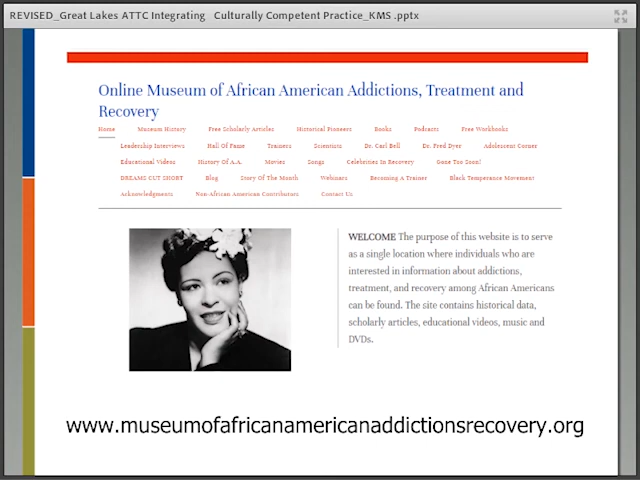 REVISED_Great Lakes ATTC Integrating   Culturally Competent Practice_KMS .pptx
Online Museum of African American Addictions, Treatment and
Recovery
Home Museum History Free Scholarly Articles Historical Pioneers Books Podcasts Free Workbooks
Leadership Interviews Hall Of Fame Trainers Scientists Dr. Carl Bell Dr. Fred Dyer Adolescent Corner
Educational Videos History Of A.A. Movies Songs Celebrities In Recovery Gone Too Soon!
DREAMS CUT SHORT Blog Story Of The Month Webinars Becoming A Trainer Black Temperance Movement
Acknowledgments Non-African American Contributors Contact Us
WELCOME The purpose of this website is to serve
as a single location where individuals who are
interested in information about addictions,
treatment, and recovery among African Americans
can be found. The site contains historical data,
scholarly articles, educational videos, music and
DVDs.
www.museumofafricanamericanaddictionsrecovery.org